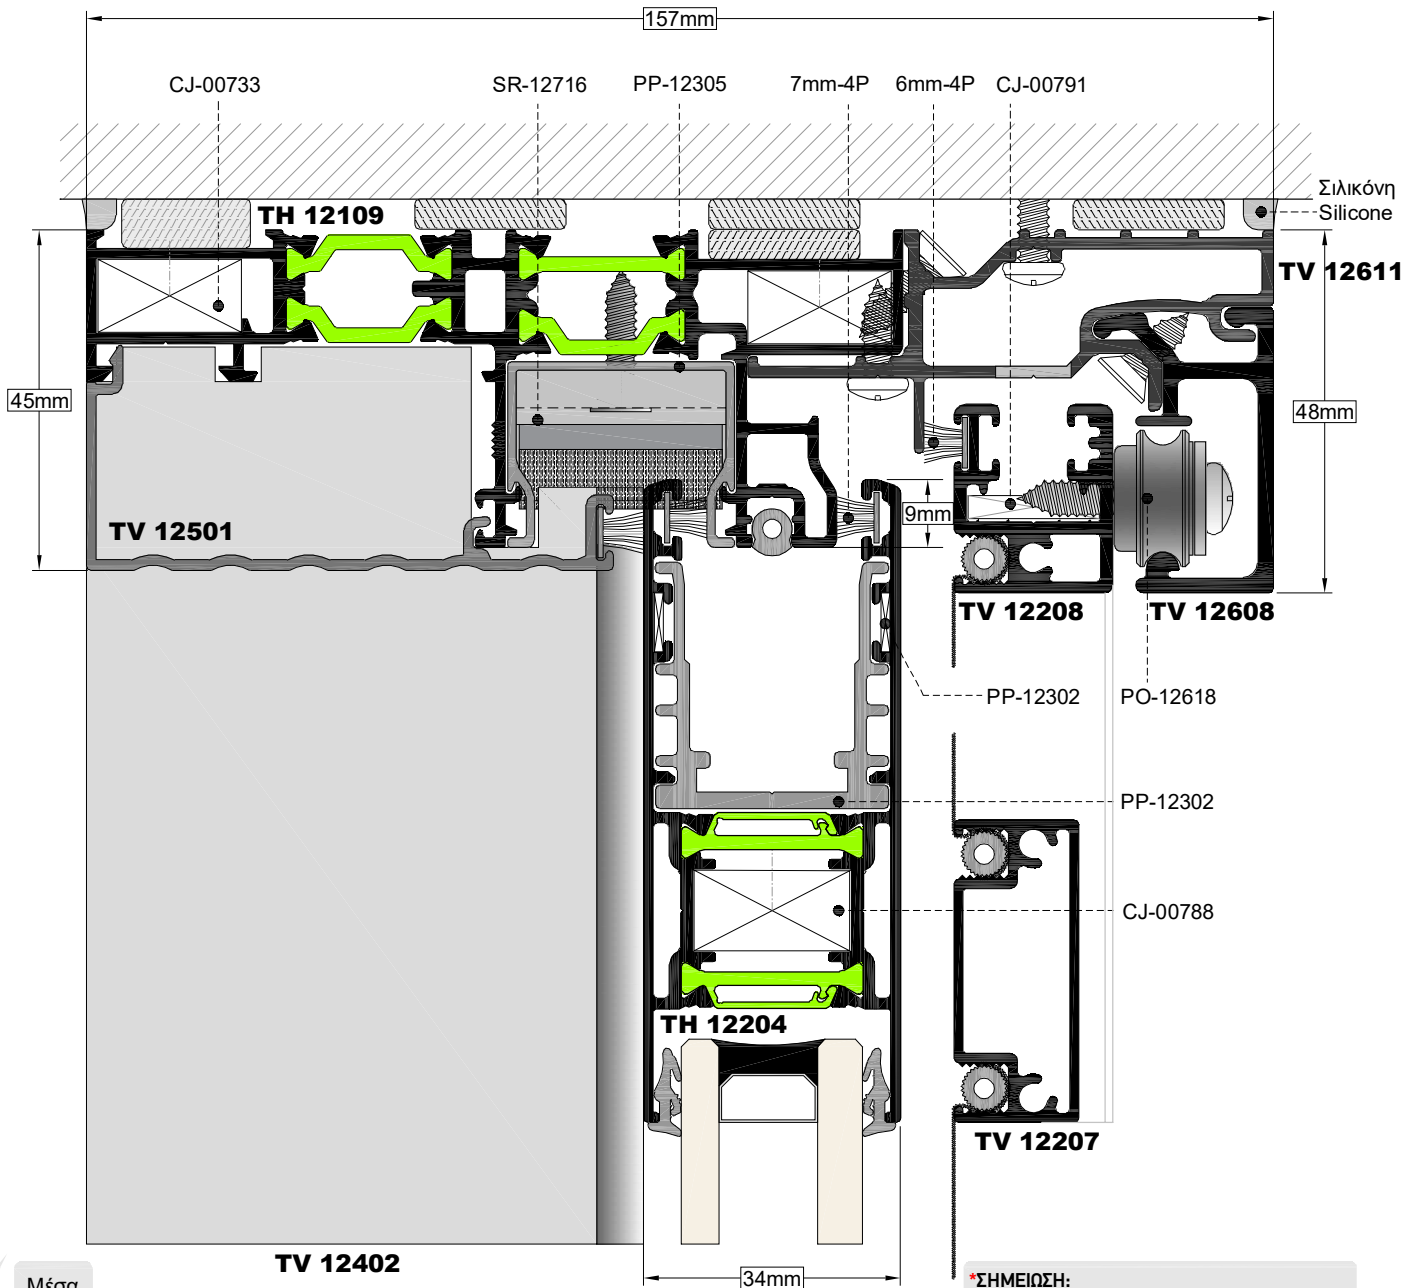 157mm
CJ-00733
SR-12716
PP-12305
7mm-4P
6mm-4P
CJ-00791
Σιλικόνη
Silicone
TH 12109
TV 12611
45mm
48mm
9mm
TV 12501
TV 12208
TV 12608
PP-12302
PO-12618
PP-12302
CJ-00788
TH 12204
TV 12207
TV 12402
34mm
Μέσα
*ΣΗΜΕΙΩΣΗ: